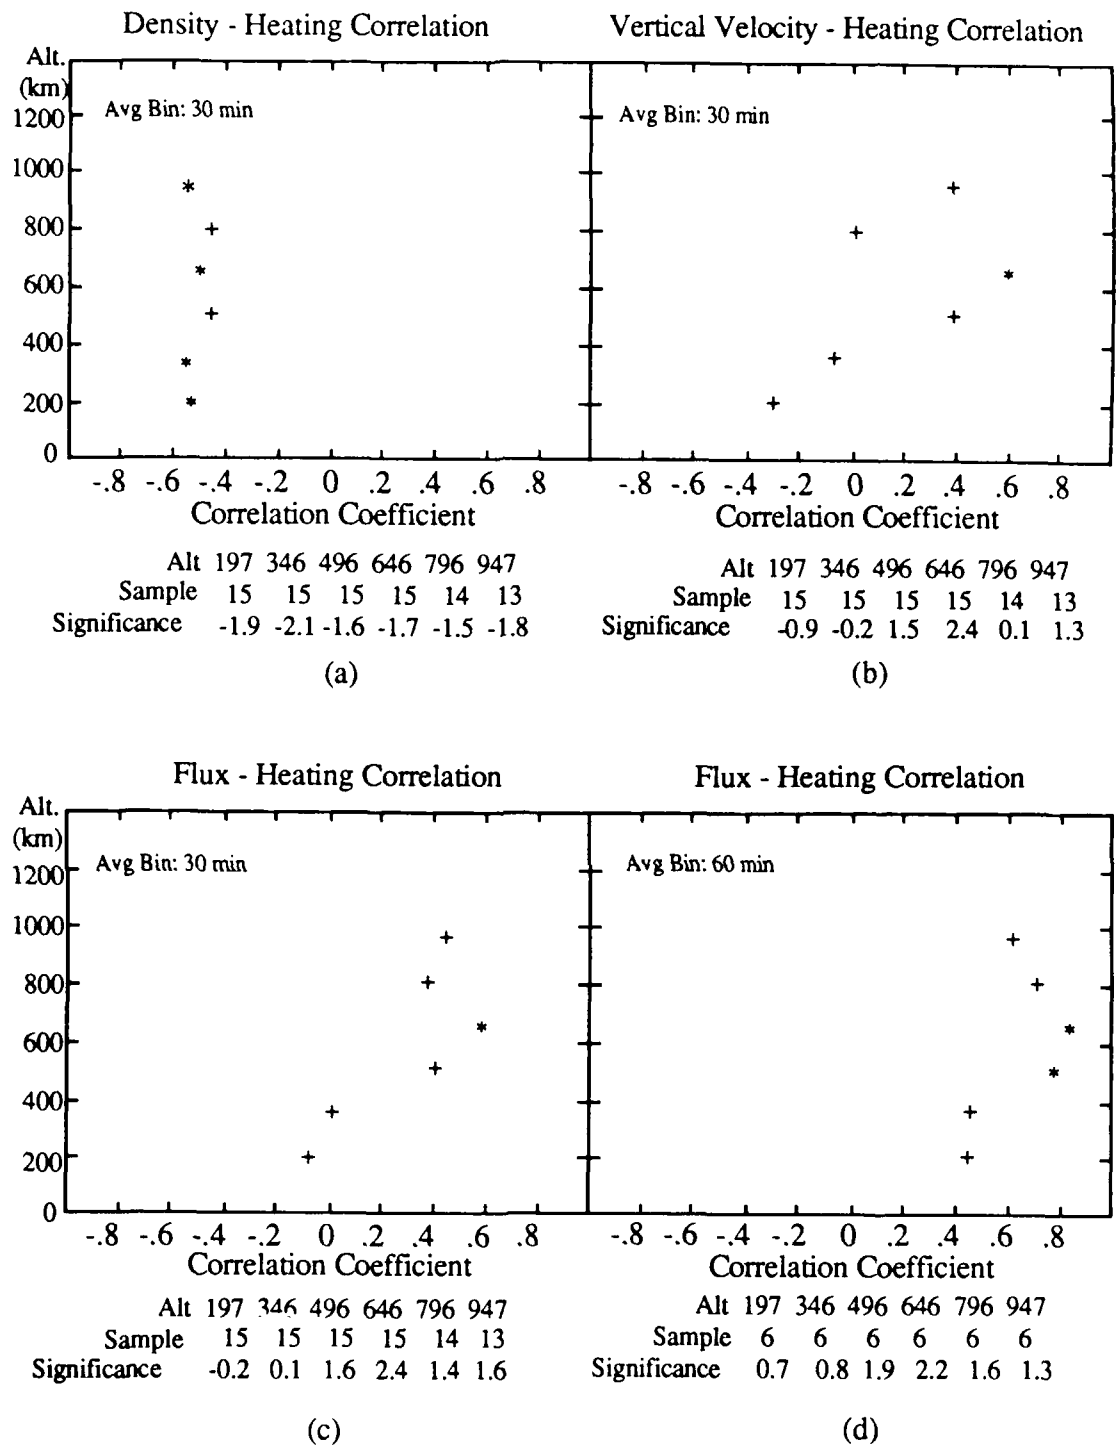 Density - Heating Correlation
Alt.
(km)
Avg Bin: 30 min
1200
1000
800
600
400
200
0
-.8 -.6 -.4 -.2 0 .2 .4 .6 .8
Correlation Coefficient
Alt 197 346 496 646 796 947
Sample 15 15 15 15 14 13
Significance -1.9 -2.1 -1.6 -1.7 -1.5 -1.8
(a)
Vertical Velocity - Heating Correlation
Avg Bin: 30 min
-.8 -.6 -.4 -.2 0 .2 .4 .6 .8
Correlation Coefficient
Alt 197 346 496 646 796 947
Sample 15 15 15 15 14 13
Significance -0.9 -0.2 1.5 2.4 0.1 1.3
(b)
Flux - Heating Correlation
Alt.
(km)
Avg Bin: 30 min
1200
1000
800
600
400
200
0
-.8 -.6 -.4 -.2 0 .2 .4 .6 .8
Correlation Coefficient
Alt 197 346 496 646 796 947
Sample 15 15 15 15 14 13
Significance -0.2 0.1 1.6 2.4 1.4 1.6
(c)
Flux - Heating Correlation
Avg Bin: 60 min
-.8 -.6 -.4 -.2 0 .2 .4 .6 .8
Correlation Coefficient
Alt 197 346 496 646 796 947
Sample 6 6 6 6 6 6
Significance 0.7 0.8 1.9 2.2 1.6 1.3
(d)